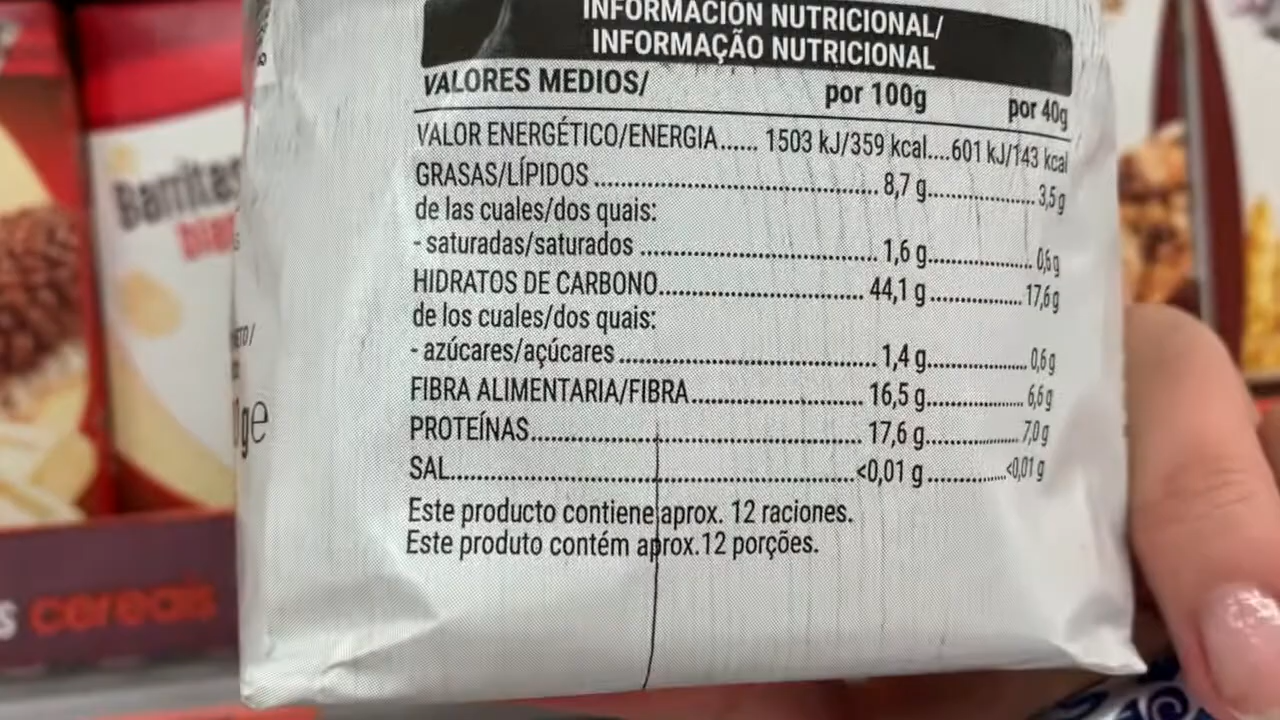 INFORMACIÓN NUTRICIONAL/
INFORMAÇÃO NUTRICIONAL
VALORES MEDIOS/ por 100g por 40g
VALOR ENERGÉTICO/ENERGIA...... 1503 kJ/359 kcal....601 kJ/143 kcal
GRASAS/LÍPIDOS ........ 8,7 g........ 3,5 g
de las cuales/dos quais:
- saturadas/saturados ........ 1,6 g........ 0,6 g
HIDRATOS DE CARBONO........ 44,1 g ........ 17,6 g
de los cuales/dos quais:
- azúcares/açúcares ........ 1,4 g........ 0,6 g
FIBRA ALIMENTARIA/FIBRA........ 16,5 g........ 6,6 g
PROTEÍNAS........ 17,6 g........ 7,0 g
SAL........ <0,01 g ........ <0,01 g
Este producto contiene aprox. 12 raciones.
Este produto contém aprox.12 porções.
Barritas
cereais